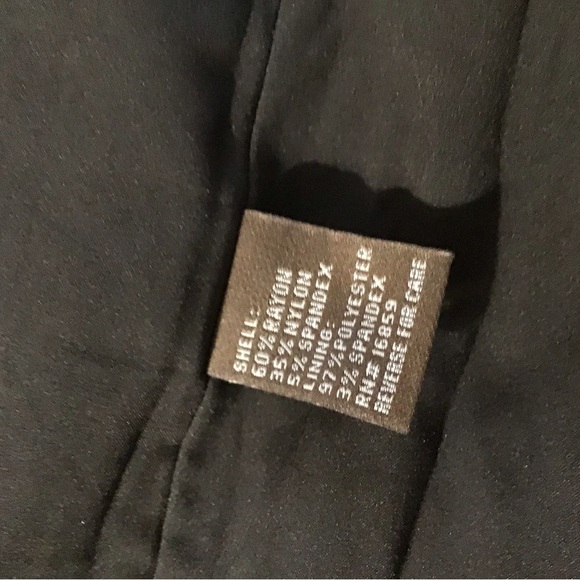 SHELL:
60% RAYON
35% NYLON
5% SPANDEX
LINING:
97% POLYESTER
3% SPANDEX
RN# 16859
REVERSE FOR CARE